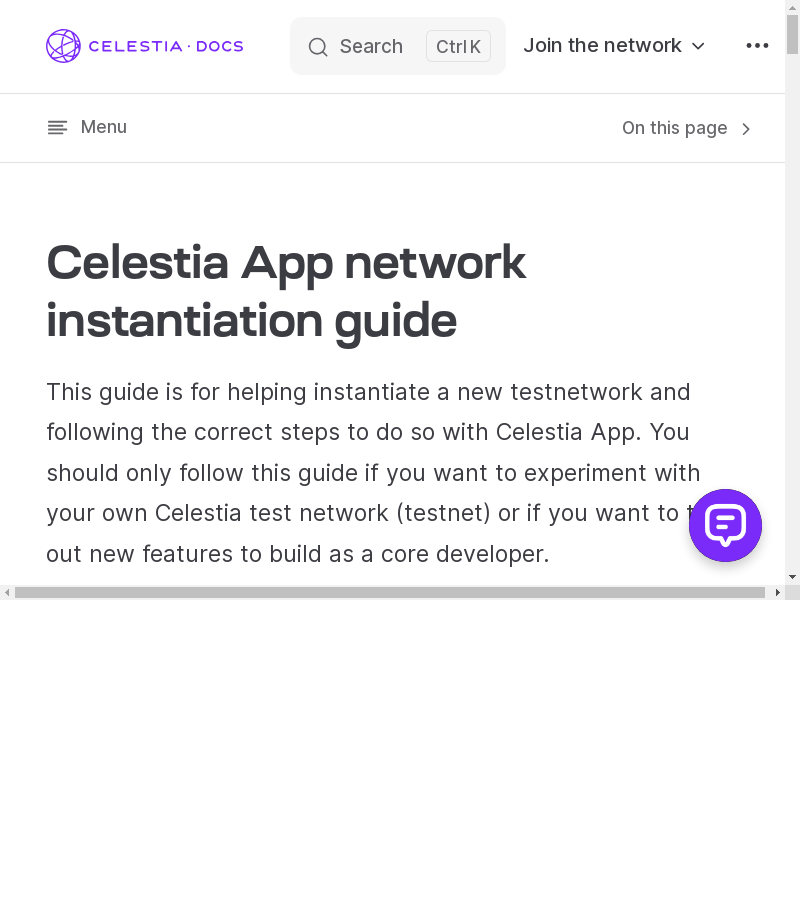 CELESTIA · DOCS
Search
Ctrl K
Join the network
Menu
On this page
Celestia App network
instantiation guide
This guide is for helping instantiate a new testnetwork and
following the correct steps to do so with Celestia App. You
should only follow this guide if you want to experiment with
your own Celestia test network (testnet) or if you want to
out new features to build as a core developer.